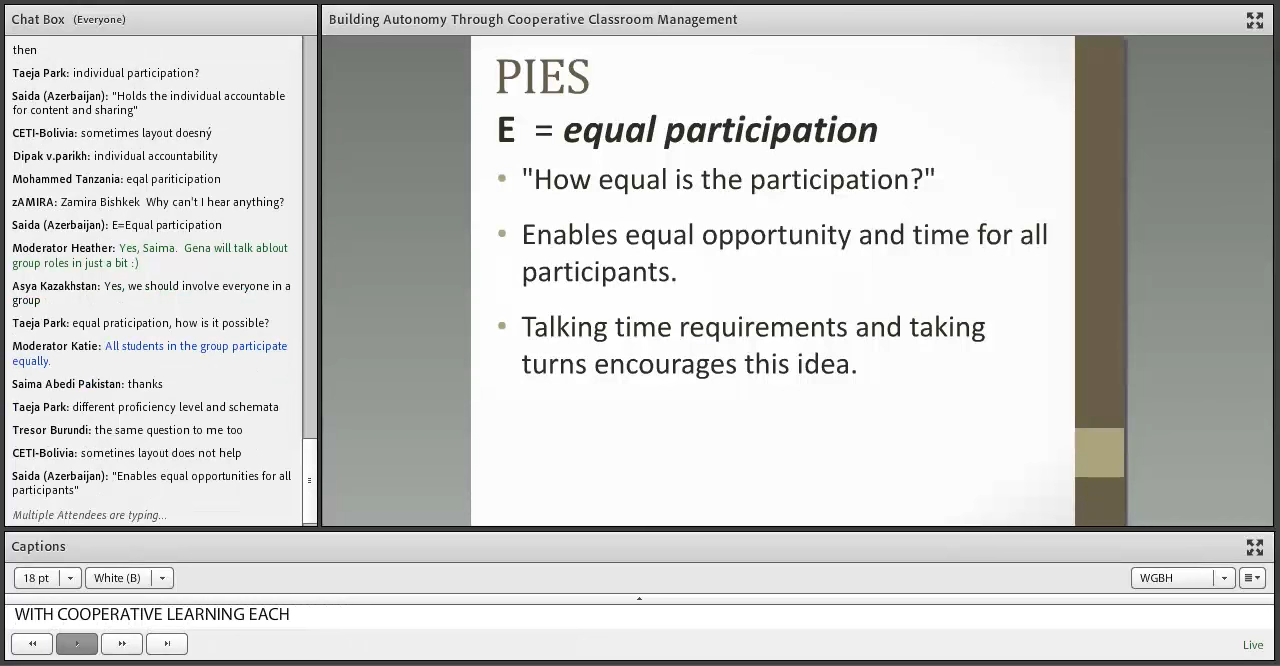 Chat Box (Everyone)
then
Taeja Park: individual participation?
Saida (Azerbaijan): "Holds the individual accountable
for content and sharing"
CETI-Bolivia: sometimes layout doesný
Dipak v.parikh: individual accountability
Mohammed Tanzania: eqal pariticipation
zAMIRA: Zamira Bishkek Why can't I hear anything?
Saida (Azerbaijan): E=Equal participation
Moderator Heather: Yes, Saima. Gena will talk ablout
group roles in just a bit :)
Asya Kazakhstan: Yes, we should involve everyone in a
group
Taeja Park: equal praticipation, how is it possible?
Moderator Katie: All students in the group participate
equally.
Saima Abedi Pakistan: thanks
Taeja Park: different proficiency level and schemata
Tresor Burundi: the same question to me too
CETI-Bolivia: sometines layout does not help
Saida (Azerbaijan): "Enables equal opportunities for all
participants"
Multiple Attendees are typing...
Building Autonomy Through Cooperative Classroom Management
PIES
E = equal participation
• "How equal is the participation?"
• Enables equal opportunity and time for all
participants.
• Talking time requirements and taking
turns encourages this idea.
Captions
18 pt White (B) WGBH
WITH COOPERATIVE LEARNING EACH
Live